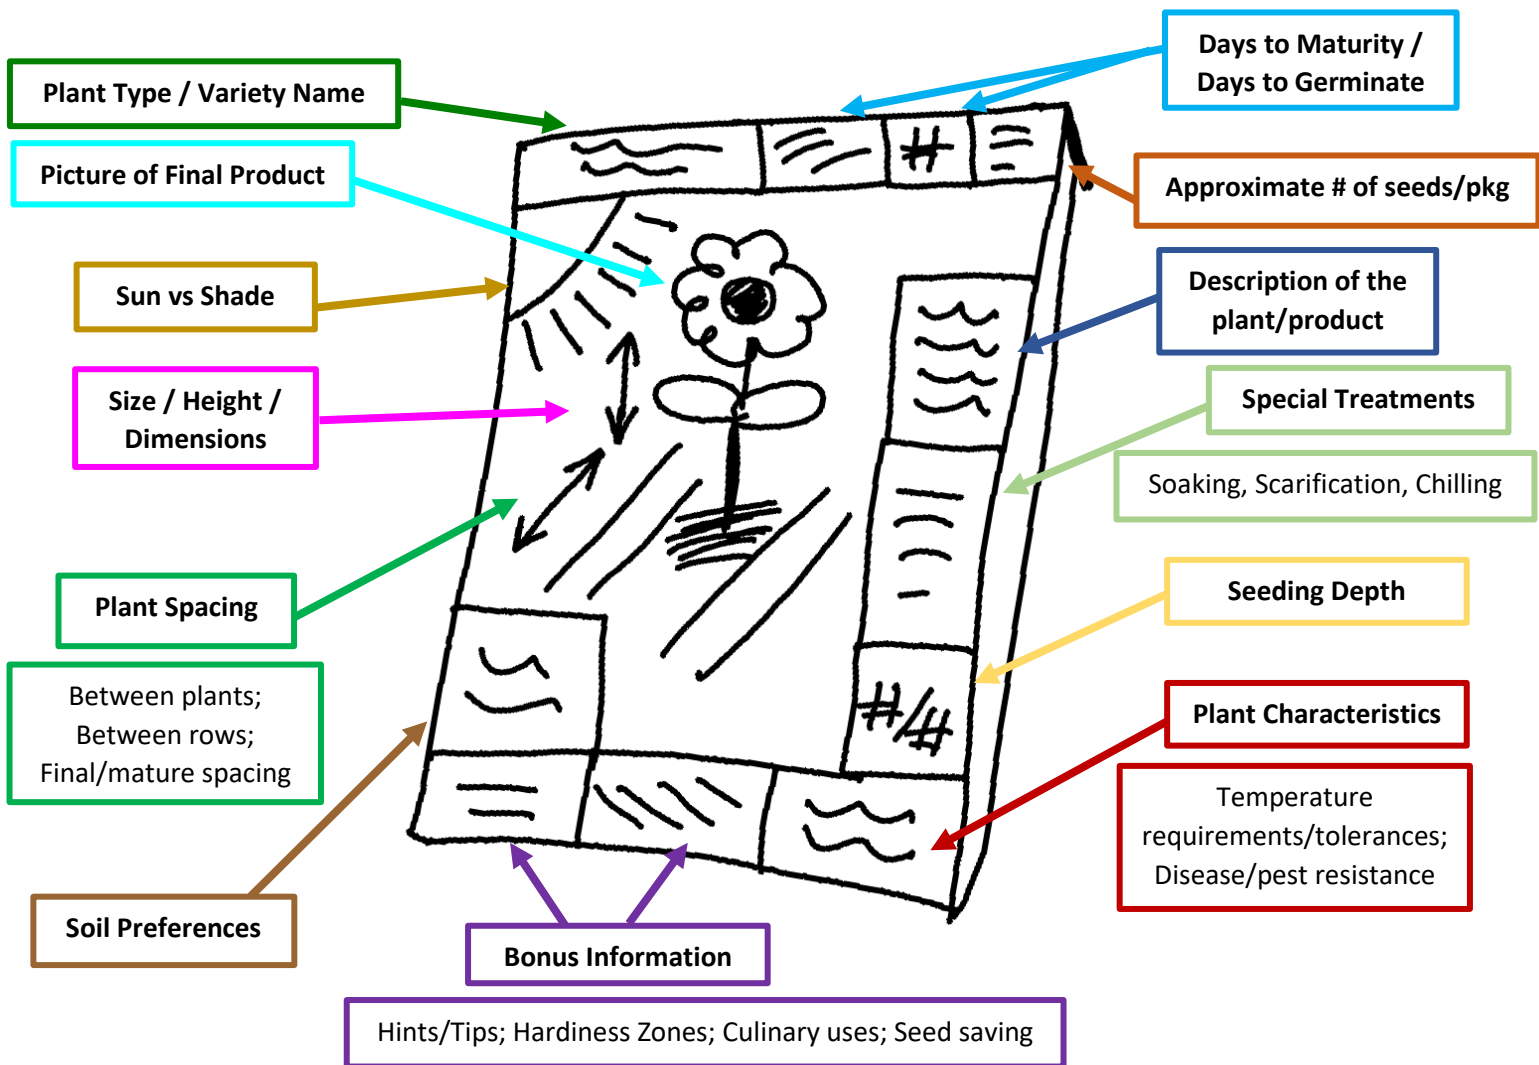 Plant Type / Variety Name
Days to Maturity /
Days to Germinate
Picture of Final Product
Approximate # of seeds/pkg
Sun vs Shade
Description of the
plant/product
Size / Height /
Dimensions
Special Treatments
Soaking, Scarification, Chilling
Plant Spacing
Between plants;
Between rows;
Final/mature spacing
Seeding Depth
Plant Characteristics
Temperature
requirements/tolerances;
Disease/pest resistance
Soil Preferences
Bonus Information
Hints/Tips; Hardiness Zones; Culinary uses; Seed saving
#
#/#